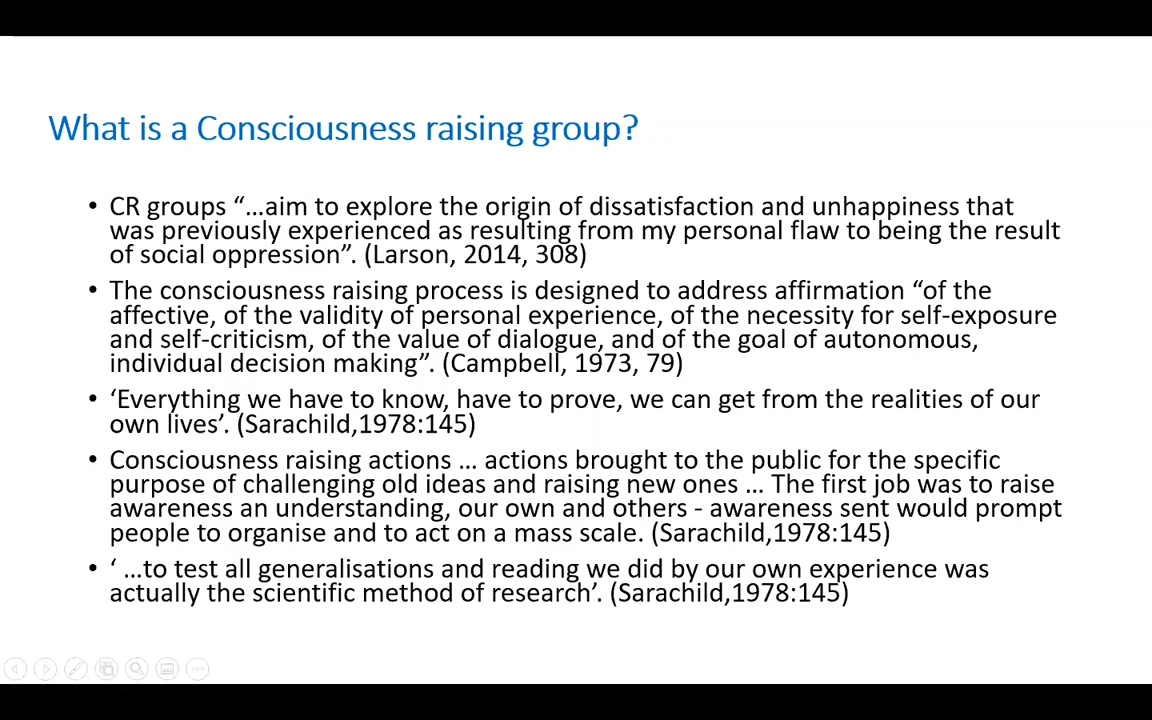 What is a Consciousness raising group?
• CR groups “…aim to explore the origin of dissatisfaction and unhappiness that
was previously experienced as resulting from my personal flaw to being the result
of social oppression”. (Larson, 2014, 308)
• The consciousness raising process is designed to address affirmation “of the
affective, of the validity of personal experience, of the necessity for self-exposure
and self-criticism, of the value of dialogue, and of the goal of autonomous,
individual decision making”. (Campbell, 1973, 79)
• ‘Everything we have to know, have to prove, we can get from the realities of our
own lives’. (Sarachild,1978:145)
• Consciousness raising actions … actions brought to the public for the specific
purpose of challenging old ideas and raising new ones … The first job was to raise
awareness an understanding, our own and others - awareness sent would prompt
people to organise and to act on a mass scale. (Sarachild,1978:145)
• ‘ …to test all generalisations and reading we did by our own experience was
actually the scientific method of research’. (Sarachild,1978:145)